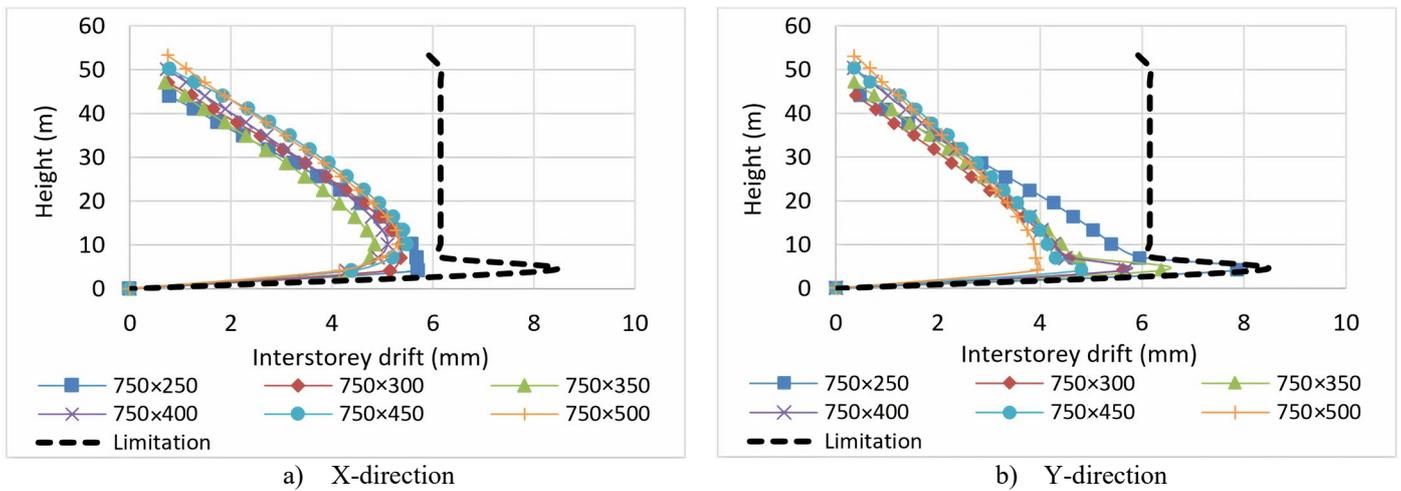 60
50
40
30
20
10
0
Height (m)
0 2 4 6 8 10
Interstorey drift (mm)
750×250 750×300 750×350
750×400 750×450 750×500
Limitation
a) X-direction
60
50
40
30
20
10
0
Height (m)
0 2 4 6 8 10
Interstorey drift (mm)
750×250 750×300 750×350
750×400 750×450 750×500
Limitation
b) Y-direction